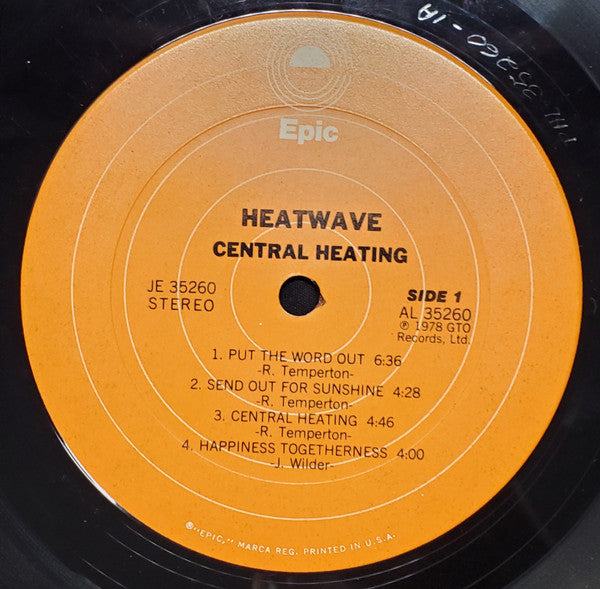 Epic
HEATWAVE
CENTRAL HEATING
JE 35260
STEREO
SIDE 1
AL 35260
℗ 1978 GTO
Records, Ltd.
1. PUT THE WORD OUT 6:36
-R. Temperton-
2. SEND OUT FOR SUNSHINE 4:28
-R. Temperton-
3. CENTRAL HEATING 4:46
-R. Temperton-
4. HAPPINESS TOGETHERNESS 4:00
-J. Wilder-
®"EPIC," MARCA REG. PRINTED IN U.S.A.
35260-1A